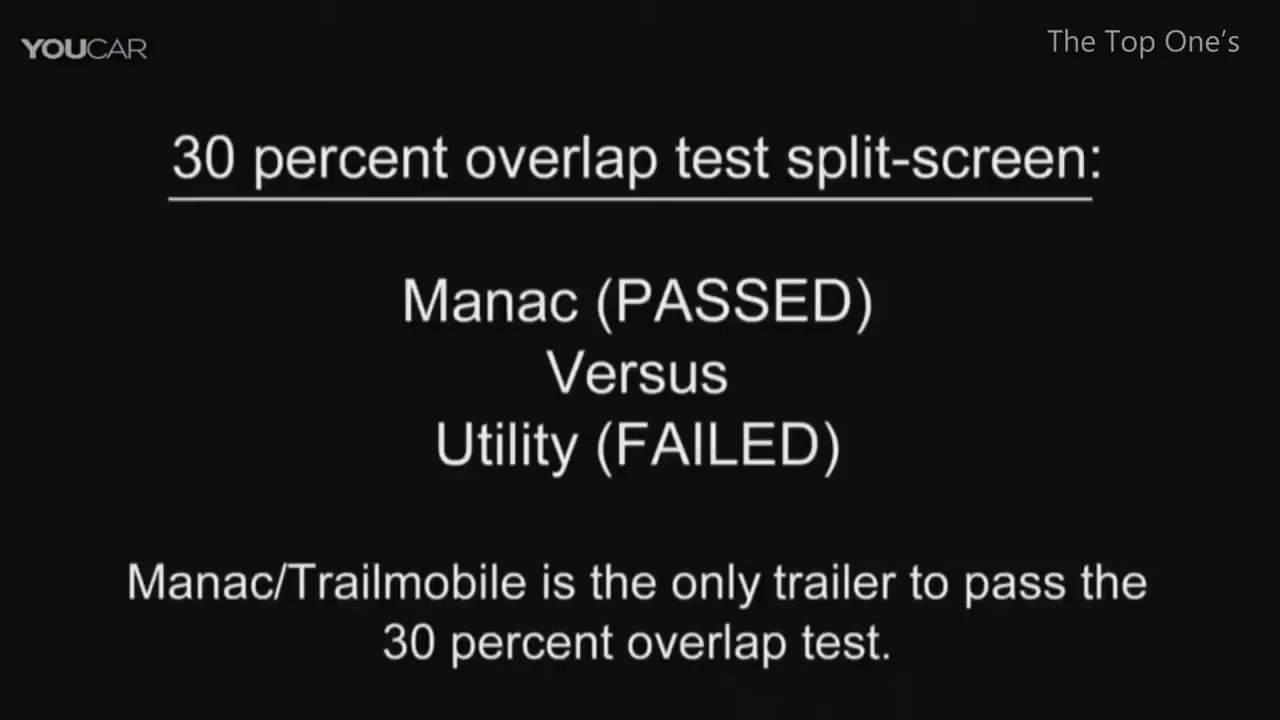 YOUCAR
The Top One’s
30 percent overlap test split-screen:
Manac (PASSED)
Versus
Utility (FAILED)
Manac/Trailmobile is the only trailer to pass the
30 percent overlap test.